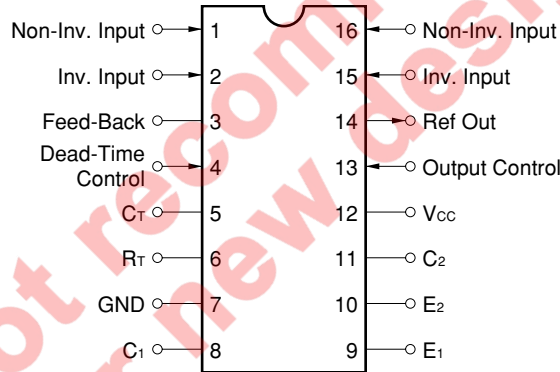 Non-Inv. Input 1 16 Non-Inv. Input
Inv. Input 2 15 Inv. Input
Feed-Back 3 14 Ref Out
Dead-Time
Control 4 13 Output Control
CT 5 12 VCC
RT 6 11 C2
GND 7 10 E2
C1 8 9 E1
ot recom
new desi